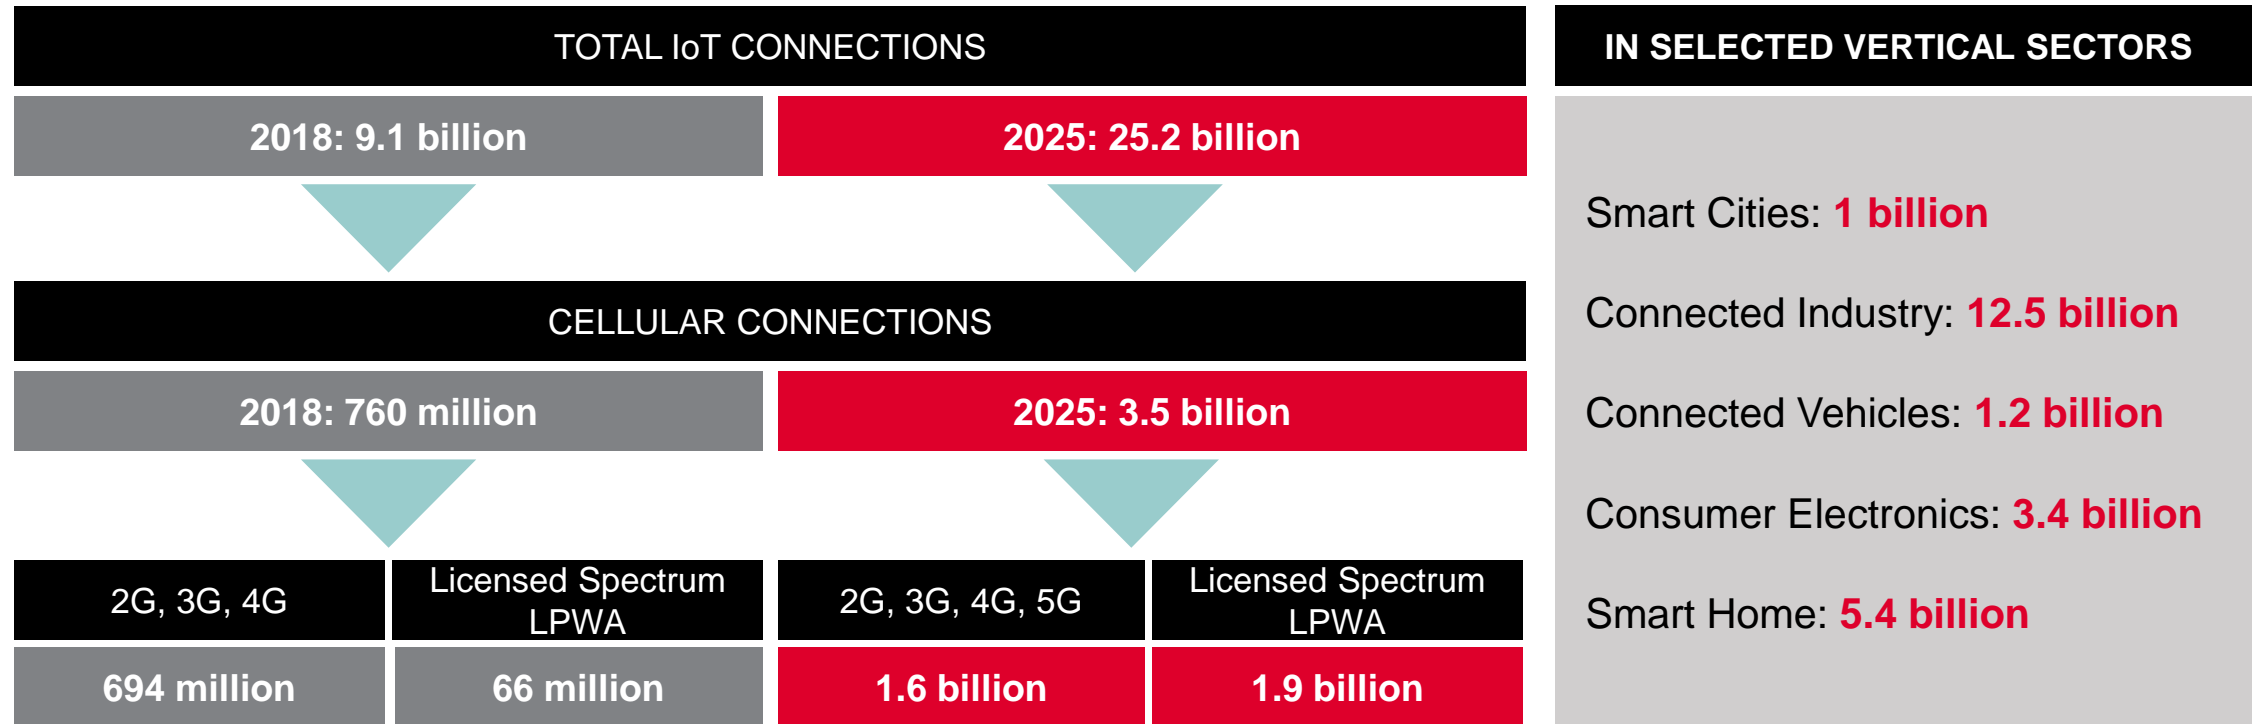 TOTAL IoT CONNECTIONS
2018: 9.1 billion
2025: 25.2 billion
CELLULAR CONNECTIONS
2018: 760 million
2025: 3.5 billion
2G, 3G, 4G
Licensed Spectrum
LPWA
2G, 3G, 4G, 5G
Licensed Spectrum
LPWA
694 million
66 million
1.6 billion
1.9 billion
IN SELECTED VERTICAL SECTORS
Smart Cities: 1 billion
Connected Industry: 12.5 billion
Connected Vehicles: 1.2 billion
Consumer Electronics: 3.4 billion
Smart Home: 5.4 billion